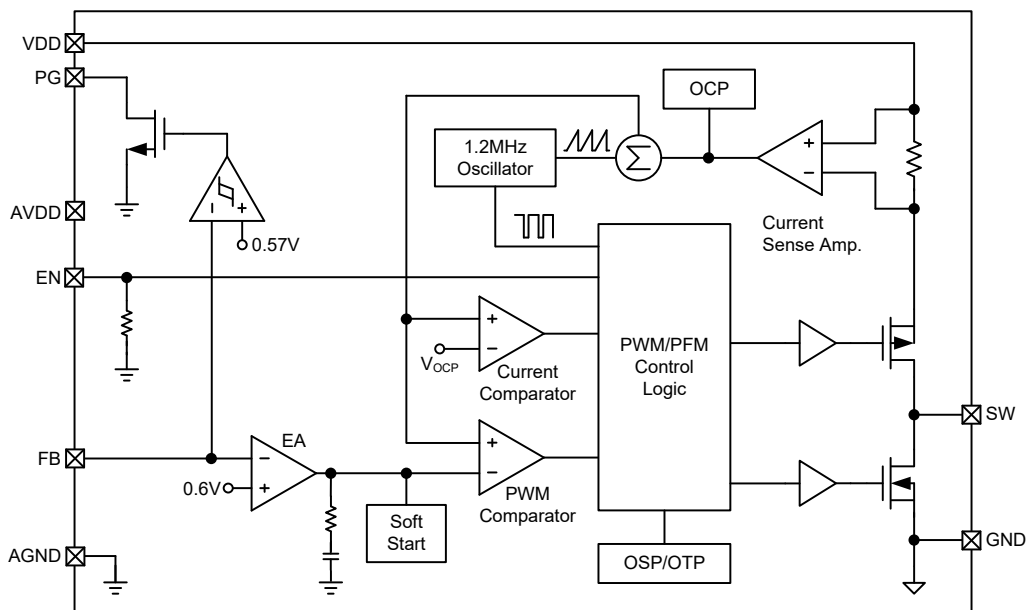 VDD
PG
OCP
1.2MHz
Oscillator
Σ
+
−
AVDD
− +
0.57V
Current
Sense Amp.
EN
+
−
VOCP
Current
Comparator
PWM/PFM
Control
Logic
SW
FB
EA
−
+
0.6V
+
−
PWM
Comparator
Soft
Start
GND
AGND
OSP/OTP